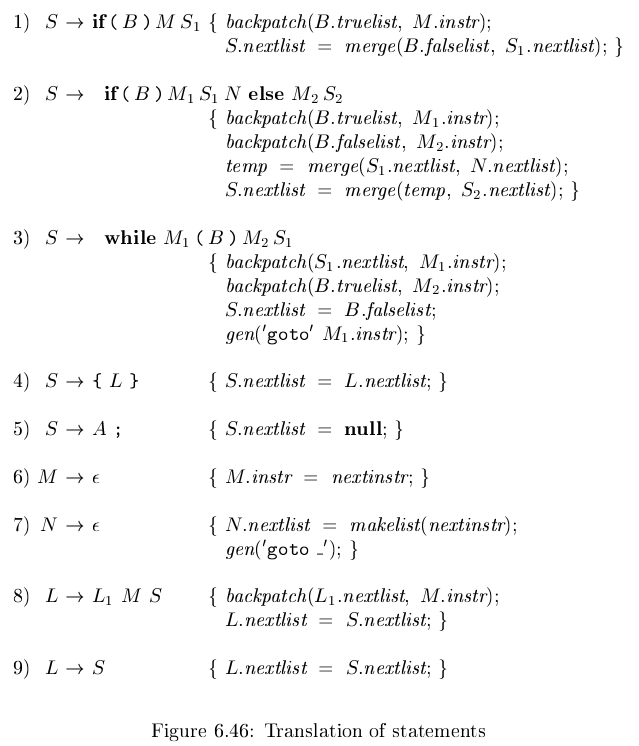 1) S → if ( B ) M S₁ { backpatch(B.truelist, M.instr);
S.nextlist = merge(B.falselist, S₁.nextlist); }
2) S → if ( B ) M₁ S₁ N else M₂ S₂
{ backpatch(B.truelist, M₁.instr);
backpatch(B.falselist, M₂.instr);
temp = merge(S₁.nextlist, N.nextlist);
S.nextlist = merge(temp, S₂.nextlist); }
3) S → while M₁ ( B ) M₂ S₁
{ backpatch(S₁.nextlist, M₁.instr);
backpatch(B.truelist, M₂.instr);
S.nextlist = B.falselist;
gen('goto' M₁.instr); }
4) S → { L } { S.nextlist = L.nextlist; }
5) S → A ; { S.nextlist = null; }
6) M → ϵ { M.instr = nextinstr; }
7) N → ϵ { N.nextlist = makelist(nextinstr);
gen('goto _'); }
8) L → L₁ M S { backpatch(L₁.nextlist, M.instr);
L.nextlist = S.nextlist; }
9) L → S { L.nextlist = S.nextlist; }
Figure 6.46: Translation of statements